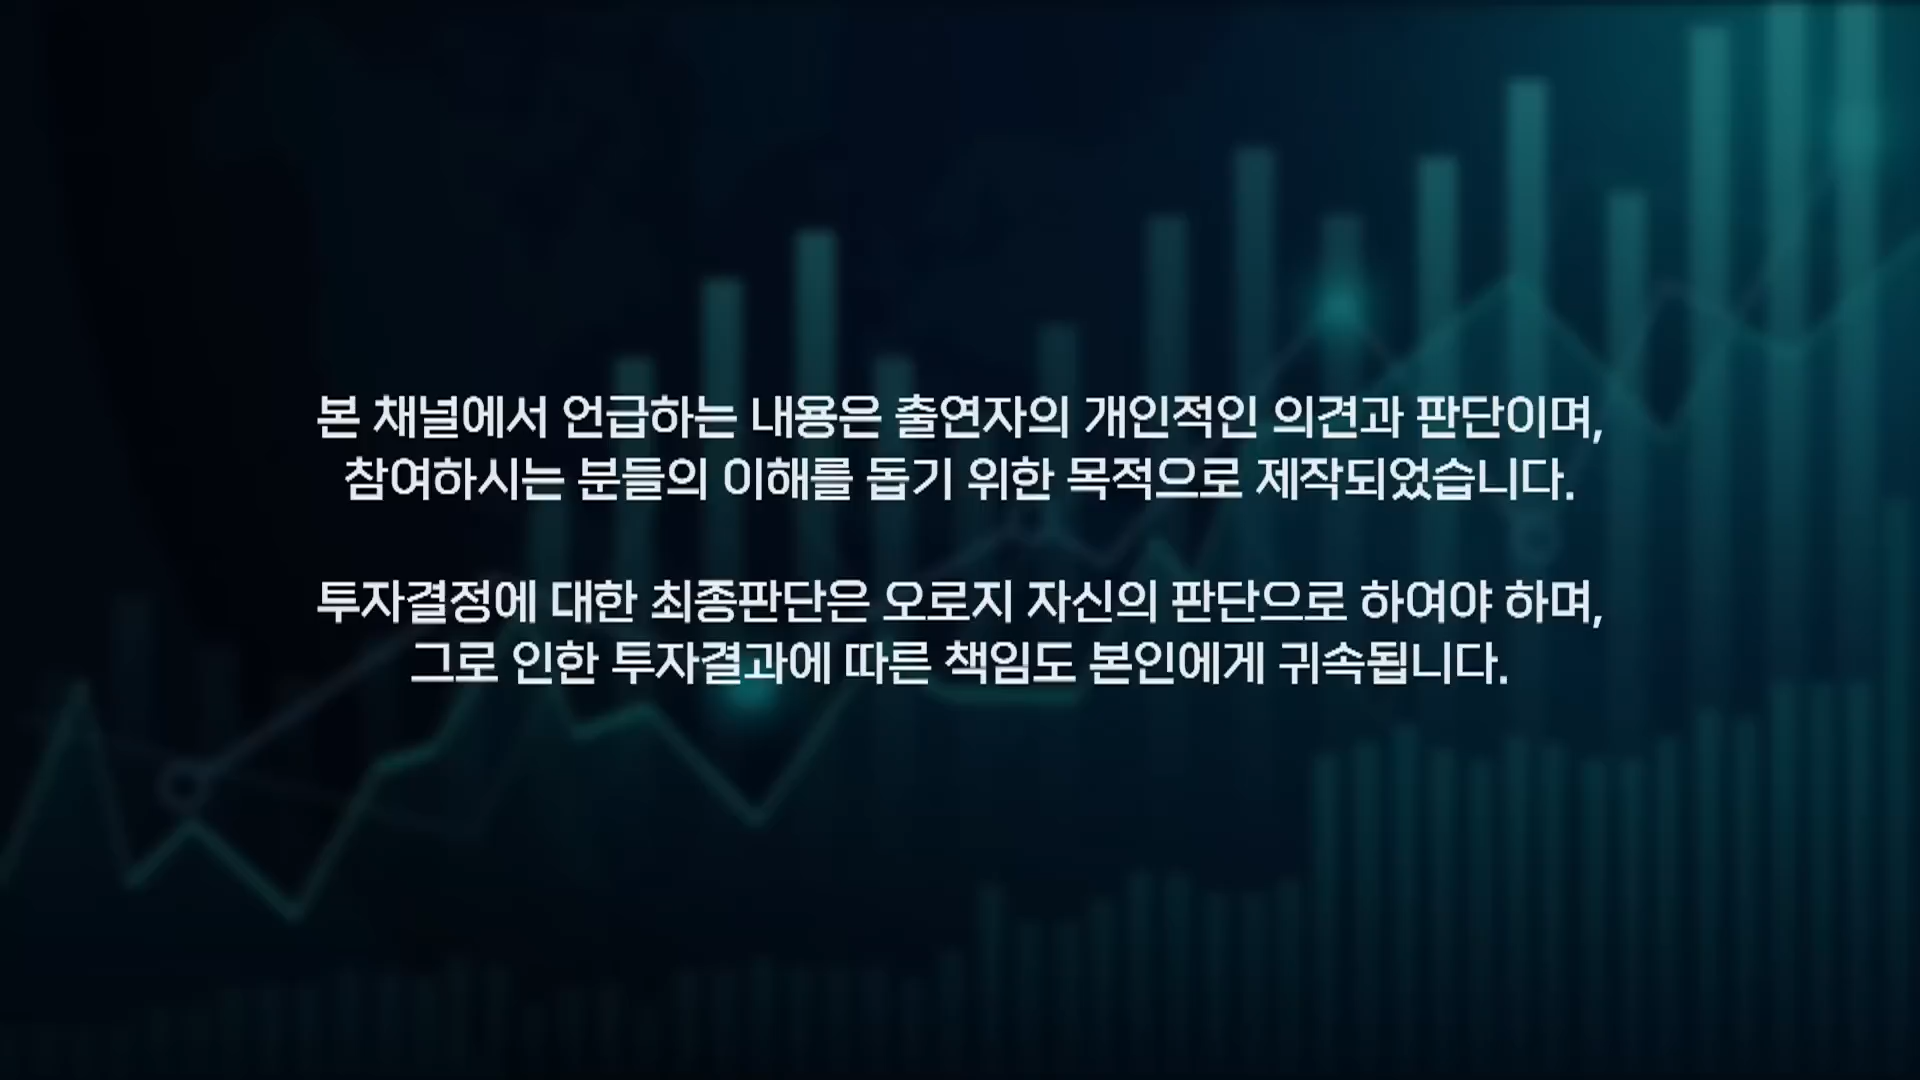 본 채널에서 언급하는 내용은 출연자의 개인적인 의견과 판단이며,
참여하시는 분들의 이해를 돕기 위한 목적으로 제작되었습니다.
투자결정에 대한 최종판단은 오로지 자신의 판단으로 하여야 하며,
그로 인한 투자결과에 따른 책임도 본인에게 귀속됩니다.